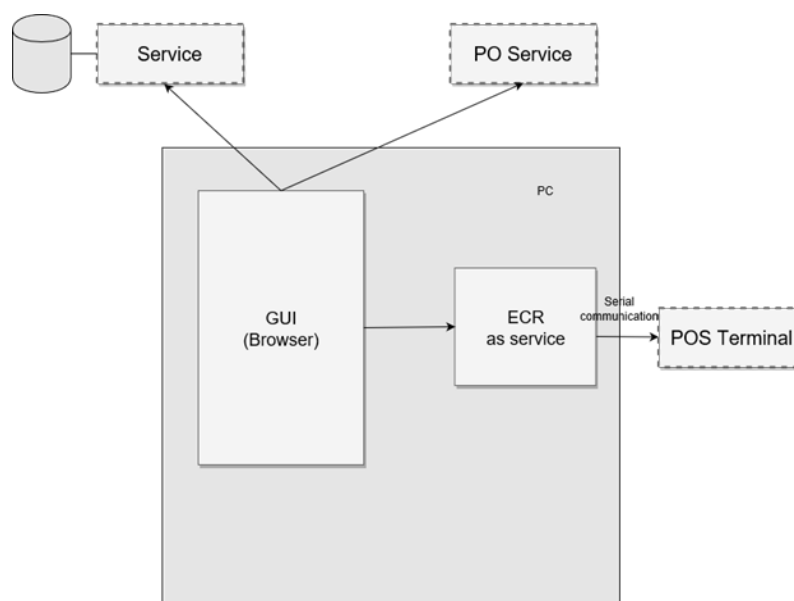 Service
PO Service
PC
GUI
(Browser)
ECR
as service
Serial
communication
POS Terminal